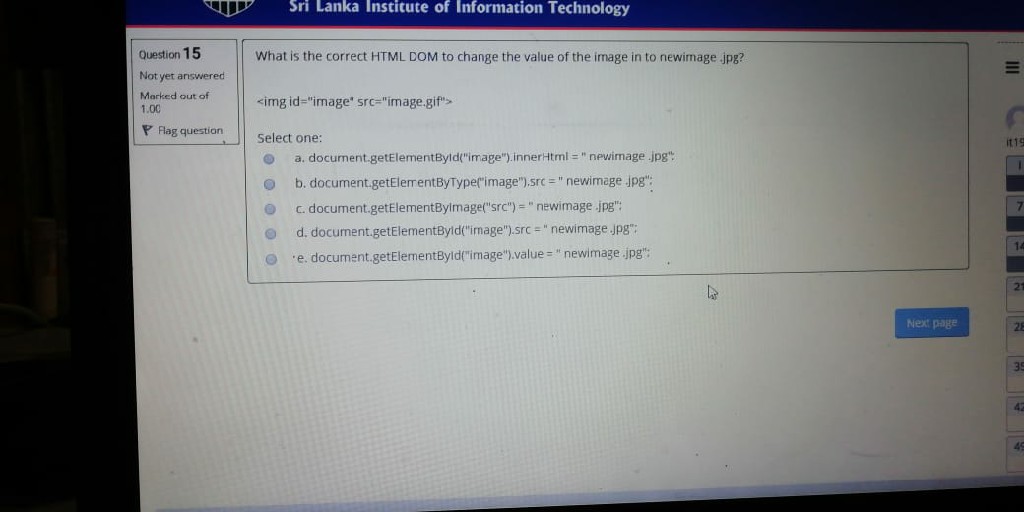 Sri Lanka Institute of Information Technology
Question 15
Not yet answered
Marked out of
1.00
Flag question
What is the correct HTML DOM to change the value of the image in to newimage .jpg?
<img id="image" src="image.gif">
Select one:
a. document.getElementById("image").innerHtml = " newimage .jpg";
b. document.getElementByType("image").src = " newimage .jpg";
c. document.getElementByImage("src") = " newimage .jpg";
d. document.getElementById("image").src = " newimage .jpg";
e. document.getElementById("image").value = " newimage .jpg";
Next page
it19
1
7
14
21
28
35
42
49